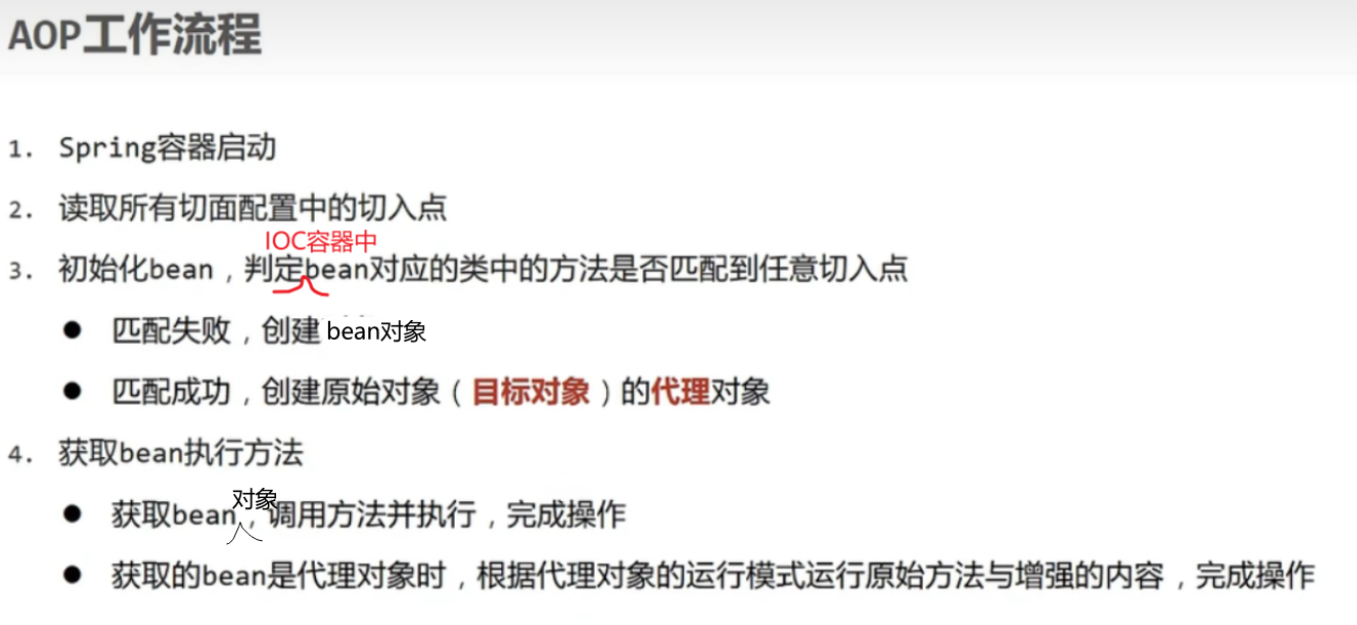 AOP工作流程
1. Spring容器启动
2. 读取所有切面配置中的切入点
IOC容器中
3. 初始化bean，判定bean对应的类中的方法是否匹配到任意切入点
● 匹配失败，创建bean对象
● 匹配成功，创建原始对象（目标对象）的代理对象
4. 获取bean执行方法
对象
● 获取bean，调用方法并执行，完成操作
● 获取的bean是代理对象时，根据代理对象的运行模式运行原始方法与增强的内容，完成操作